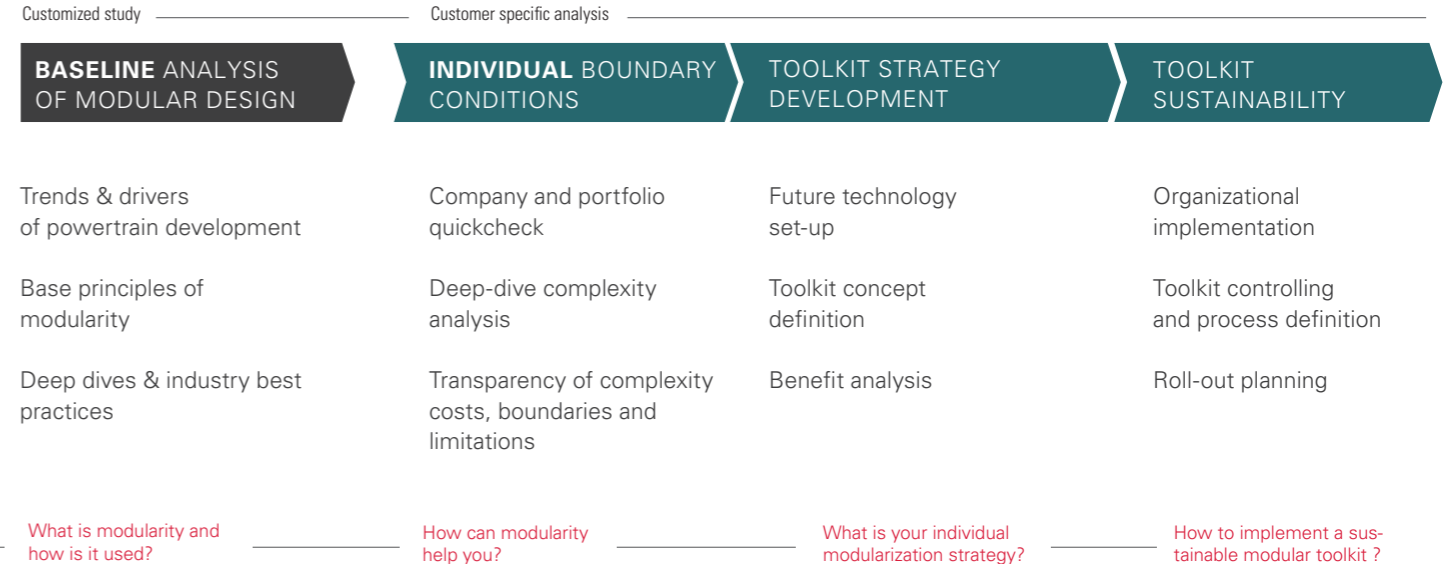 Customized study
Customer specific analysis
BASELINE ANALYSIS
OF MODULAR DESIGN
INDIVIDUAL BOUNDARY
CONDITIONS
TOOLKIT STRATEGY
DEVELOPMENT
TOOLKIT
SUSTAINABILITY
Trends & drivers
of powertrain development
Base principles of
modularity
Deep dives & industry best
practices
Company and portfolio
quickcheck
Deep-dive complexity
analysis
Transparency of complexity
costs, boundaries and
limitations
Future technology
set-up
Toolkit concept
definition
Benefit analysis
Organizational
implementation
Toolkit controlling
and process definition
Roll-out planning
What is modularity and
how is it used?
How can modularity
help you?
What is your individual
modularization strategy?
How to implement a sus-
tainable modular toolkit ?